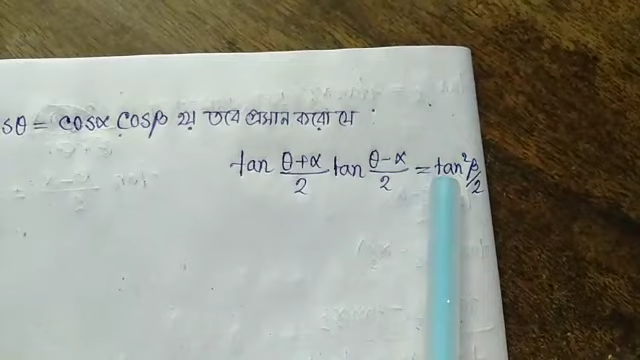 sθ = cosα cosβ হয় তবে প্রমান করো যে :
tan θ+α/2 tan θ-α/2 = tan²β/2